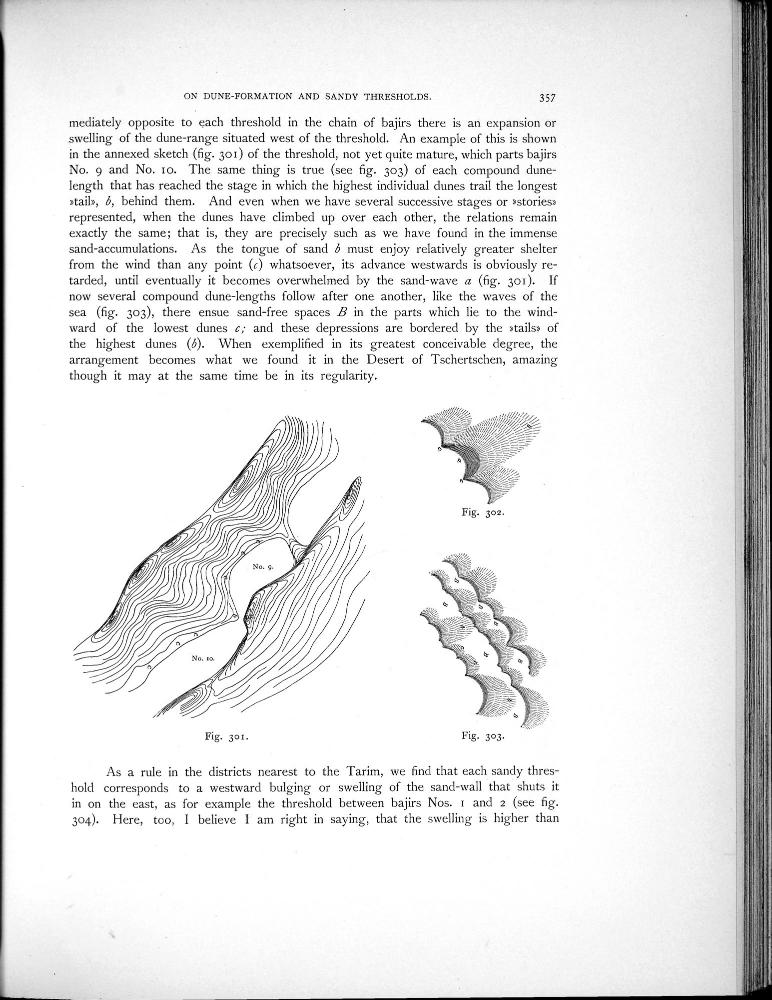 ON DUNE-FORMATION AND SANDY THRESHOLDS.
357
mediately opposite to each threshold in the chain of bajirs there is an expansion or
swelling of the dune-range situated west of the threshold. An example of this is shown
in the annexed sketch (fig. 301) of the threshold, not yet quite mature, which parts bajirs
No. 9 and No. 10. The same thing is true (see fig. 303) of each compound dune-
length that has reached the stage in which the highest individual dunes trail the longest
»tail», b, behind them. And even when we have several successive stages or »stories»
represented, when the dunes have climbed up over each other, the relations remain
exactly the same; that is, they are precisely such as we have found in the immense
sand-accumulations. As the tongue of sand b must enjoy relatively greater shelter
from the wind than any point (c) whatsoever, its advance westwards is obviously re-
tarded, until eventually it becomes overwhelmed by the sand-wave a (fig. 301). If
now several compound dune-lengths follow after one another, like the waves of the
sea (fig. 303), there ensue sand-free spaces B in the parts which lie to the wind-
ward of the lowest dunes c; and these depressions are bordered by the »tails» of
the highest dunes (b). When exemplified in its greatest conceivable degree, the
arrangement becomes what we found it in the Desert of Tschertschen, amazing
though it may at the same time be in its regularity.
No. 9.
No. 10.
Fig. 301.
Fig. 302.
Fig. 303.
As a rule in the districts nearest to the Tarim, we find that each sandy thres-
hold corresponds to a westward bulging or swelling of the sand-wall that shuts it
in on the east, as for example the threshold between bajirs Nos. 1 and 2 (see fig.
304). Here, too, I believe I am right in saying, that the swelling is higher than